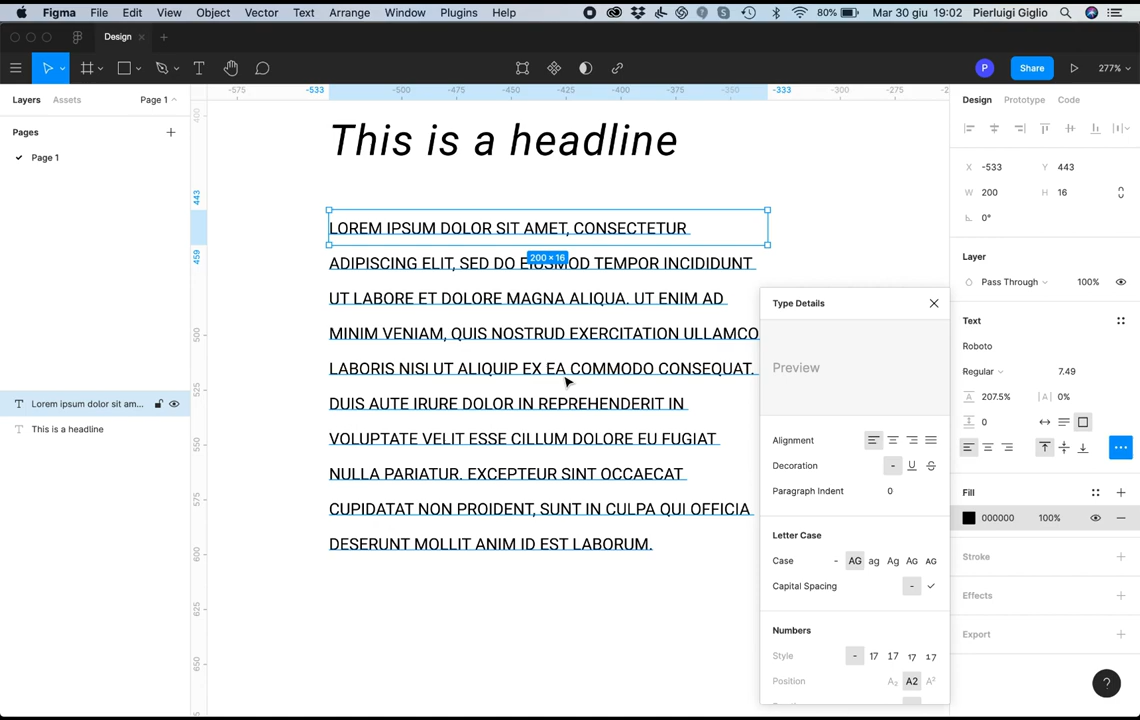 Figma File Edit View Object Vector Text Arrange Window Plugins Help 80% Mar 30 giu 19:02 Pierluigi Giglio
Design
P Share 277%
Layers Assets Page 1
-575 -533 -500 -475 -450 -425 -400 -375 -350 -333 -300 -275
Design Prototype Code
Pages
Page 1
This is a headline
X -533 Y 443
W 200 H 16
0°
400
443
459
500
525
550
575
600
625
650
LOREM IPSUM DOLOR SIT AMET, CONSECTETUR
ADIPISCING ELIT, SED DO EIUSMOD TEMPOR INCIDIDUNT
200 × 16
UT LABORE ET DOLORE MAGNA ALIQUA. UT ENIM AD
MINIM VENIAM, QUIS NOSTRUD EXERCITATION ULLAMCO
LABORIS NISI UT ALIQUIP EX EA COMMODO CONSEQUAT.
DUIS AUTE IRURE DOLOR IN REPREHENDERIT IN
VOLUPTATE VELIT ESSE CILLUM DOLORE EU FUGIAT
NULLA PARIATUR. EXCEPTEUR SINT OCCAECAT
CUPIDATAT NON PROIDENT, SUNT IN CULPA QUI OFFICIA
DESERUNT MOLLIT ANIM ID EST LABORUM.
T Lorem ipsum dolor sit am...
T This is a headline
Type Details
Preview
Alignment
Decoration - U S
Paragraph Indent 0
Letter Case
Case - AG ag Ag AG AG
Capital Spacing -
Numbers
Style - 17 17 17 17
Position A2 A2 A2
Layer
Pass Through 100%
Text
Roboto
Regular 7.49
A 207.5% |A| 0%
0
Fill
000000 100%
Stroke
Effects
Export
?